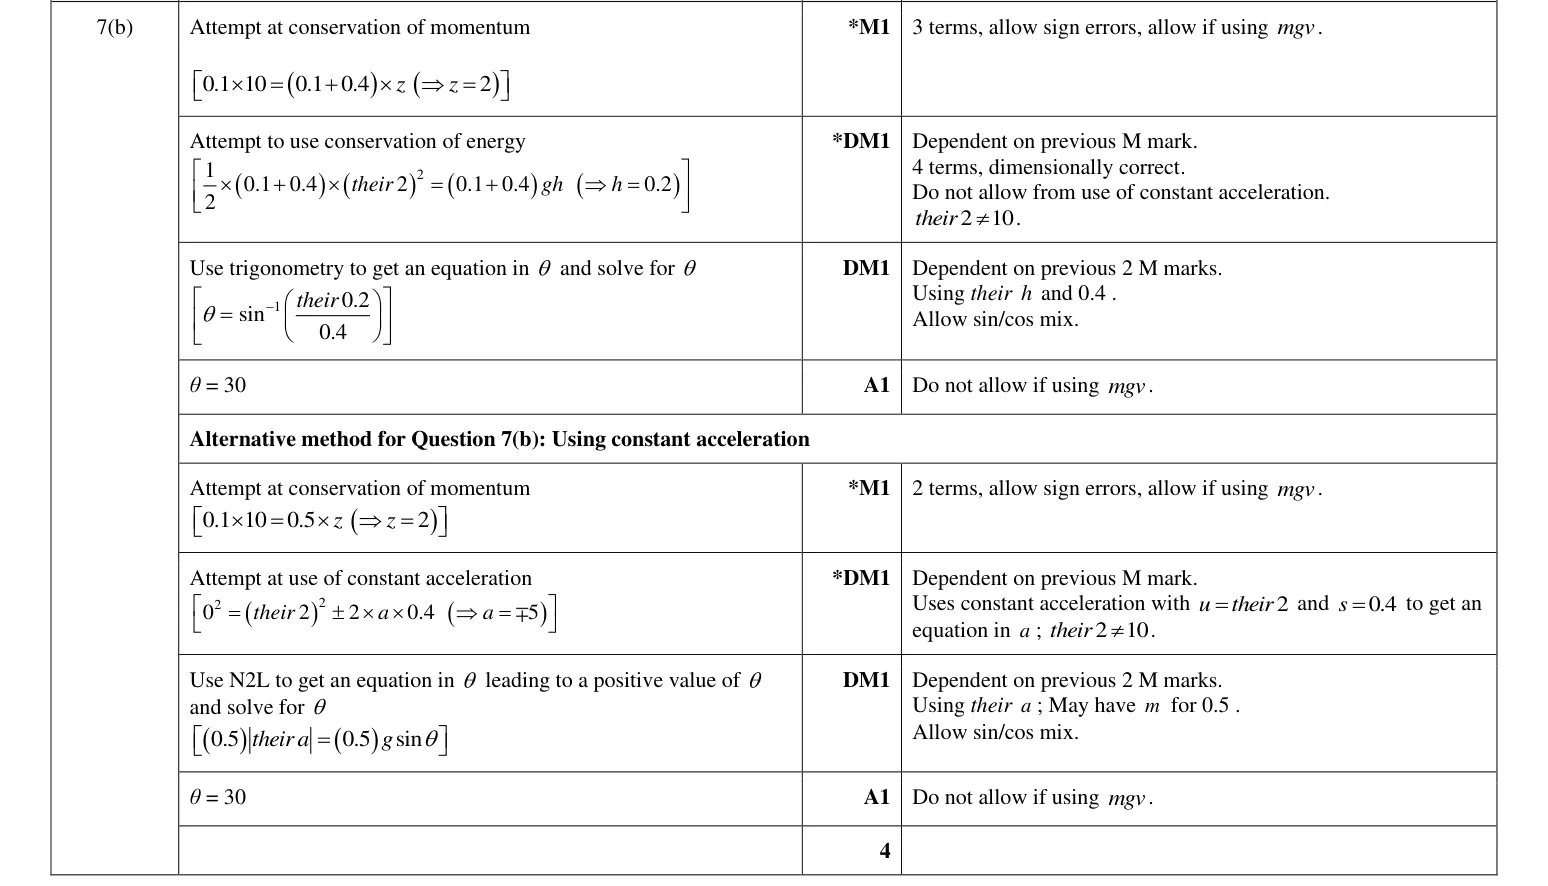 7(b) Attempt at conservation of momentum *M1 3 terms, allow sign errors, allow if using mgv.
[0.1×10=(0.1+0.4)×z (⇒z=2)]
Attempt to use conservation of energy *DM1 Dependent on previous M mark.
[1/2×(0.1+0.4)×(their 2)²=(0.1+0.4)gh (⇒h=0.2)] 4 terms, dimensionally correct.
Do not allow from use of constant acceleration.
their 2≠10.
Use trigonometry to get an equation in θ and solve for θ DM1 Dependent on previous 2 M marks.
[θ=sin⁻¹(their 0.2/0.4)] Using their h and 0.4 .
Allow sin/cos mix.
θ = 30 A1 Do not allow if using mgv.
Alternative method for Question 7(b): Using constant acceleration
Attempt at conservation of momentum *M1 2 terms, allow sign errors, allow if using mgv.
[0.1×10=0.5×z (⇒z=2)]
Attempt at use of constant acceleration *DM1 Dependent on previous M mark.
[0²=(their 2)²±2×a×0.4 (⇒a=∓5)] Uses constant acceleration with u=their 2 and s=0.4 to get an
equation in a ; their 2≠10.
Use N2L to get an equation in θ leading to a positive value of θ DM1 Dependent on previous 2 M marks.
and solve for θ Using their a ; May have m for 0.5 .
[(0.5)|their a|=(0.5)g sinθ] Allow sin/cos mix.
θ = 30 A1 Do not allow if using mgv.
4